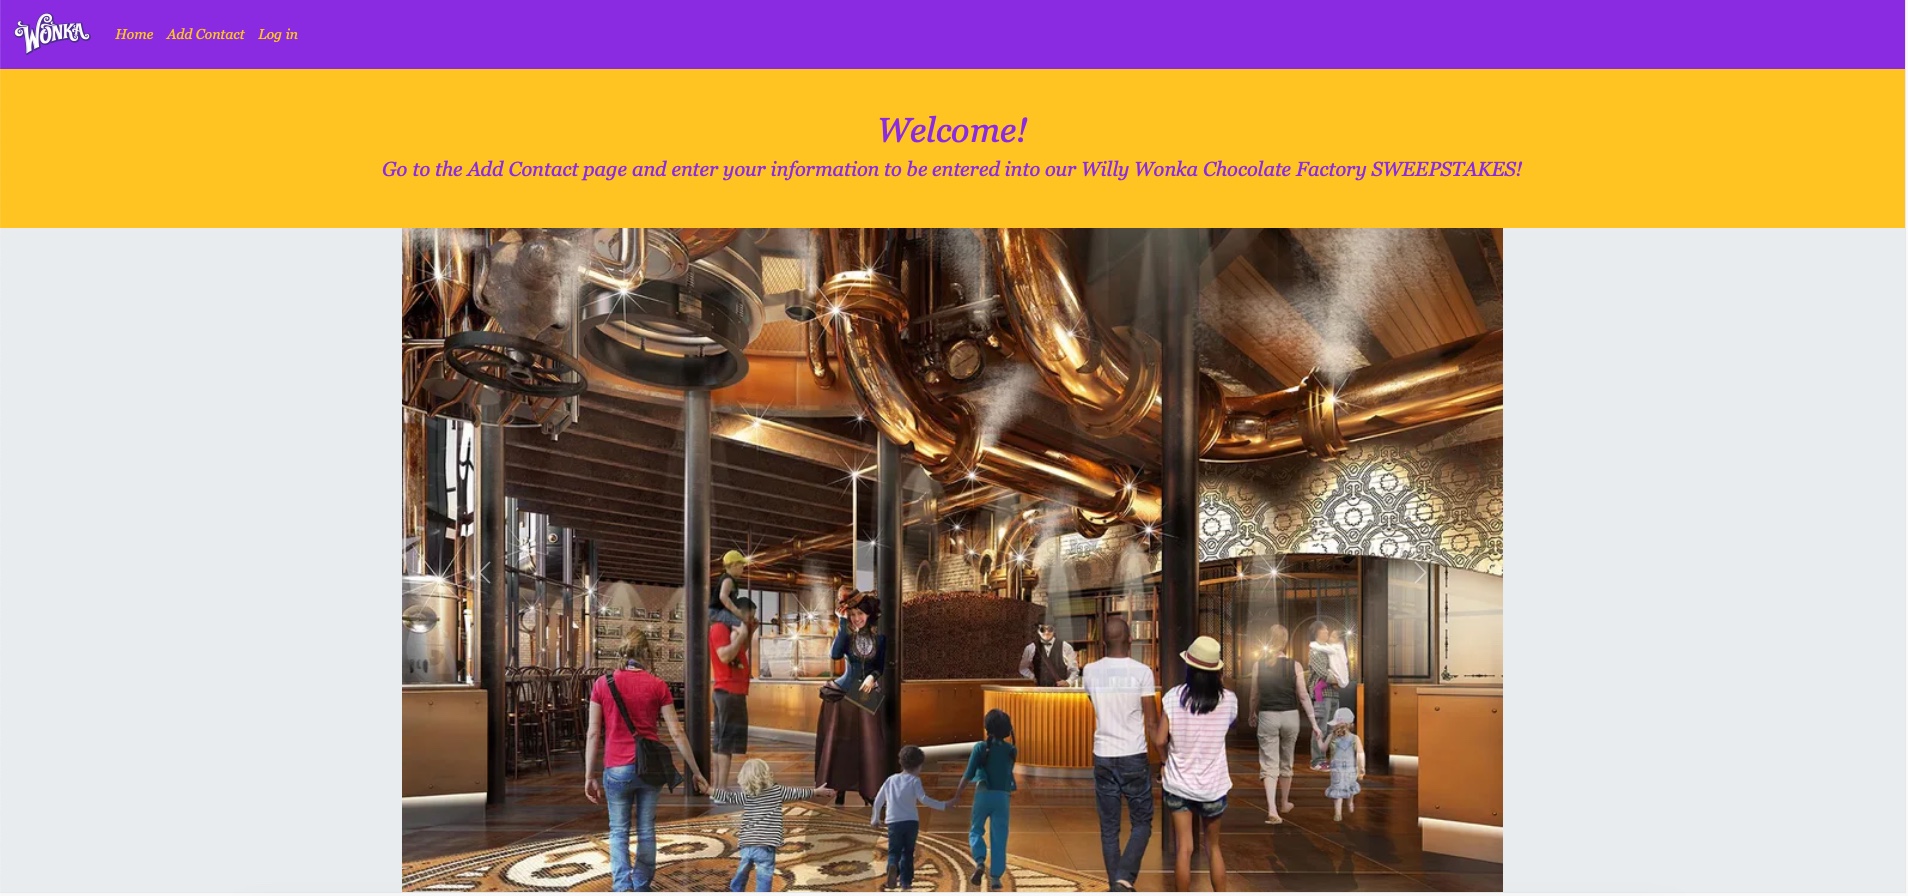 WONKA
Home Add Contact Log in
Welcome!
Go to the Add Contact page and enter your information to be entered into our Willy Wonka Chocolate Factory SWEEPSTAKES!